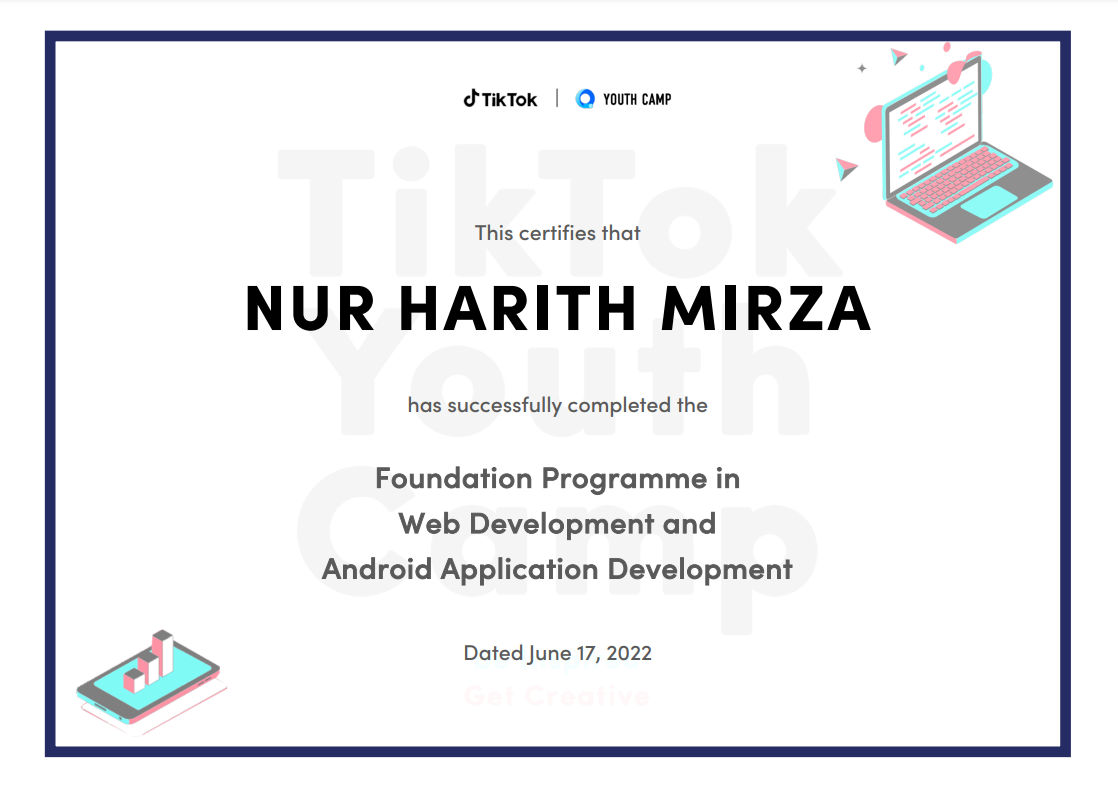 TikTok | YOUTH CAMP
TikTok
This certifies that
NUR HARITH MIRZA
Youth
has successfully completed the
Foundation Programme in
Web Development and
Camp
Android Application Development
Dated June 17, 2022
Get Creative